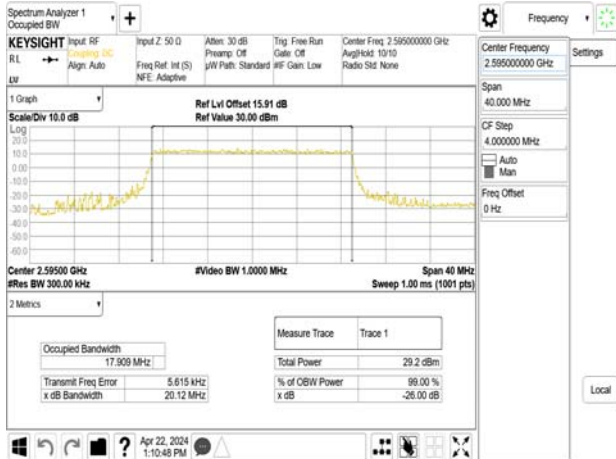 Spectrum Analyzer 1
Occupied BW
+
Frequency
KEYSIGHT
Input: RF
Coupling: DC
Align: Auto
RL
LXI
Input Z: 50 Ω
Freq Ref: Int (S)
NFE: Adaptive
Atten: 30 dB
Preamp: Off
µW Path: Standard
Trig: Free Run
Gate: Off
#IF Gain: Low
Center Freq: 2.595000000 GHz
Avg|Hold: 10/10
Radio Std: None
Center Frequency
2.595000000 GHz
Settings
Span
40.000 MHz
CF Step
4.000000 MHz
Auto
Man
Freq Offset
0 Hz
Local
1 Graph
Scale/Div 10.0 dB
Ref Lvl Offset 15.91 dB
Ref Value 30.00 dBm
Log
20.0
10.0
0.00
-10.0
-20.0
-30.0
-40.0
-50.0
-60.0
Center 2.59500 GHz
#Res BW 300.00 kHz
#Video BW 1.0000 MHz
Span 40 MHz
Sweep 1.00 ms (1001 pts)
2 Metrics
Measure Trace
Trace 1
Occupied Bandwidth
17.909 MHz
Total Power
29.2 dBm
Transmit Freq Error
5.615 kHz
% of OBW Power
99.00 %
x dB Bandwidth
20.12 MHz
x dB
-26.00 dB
?
Apr 22, 2024
1:10:48 PM